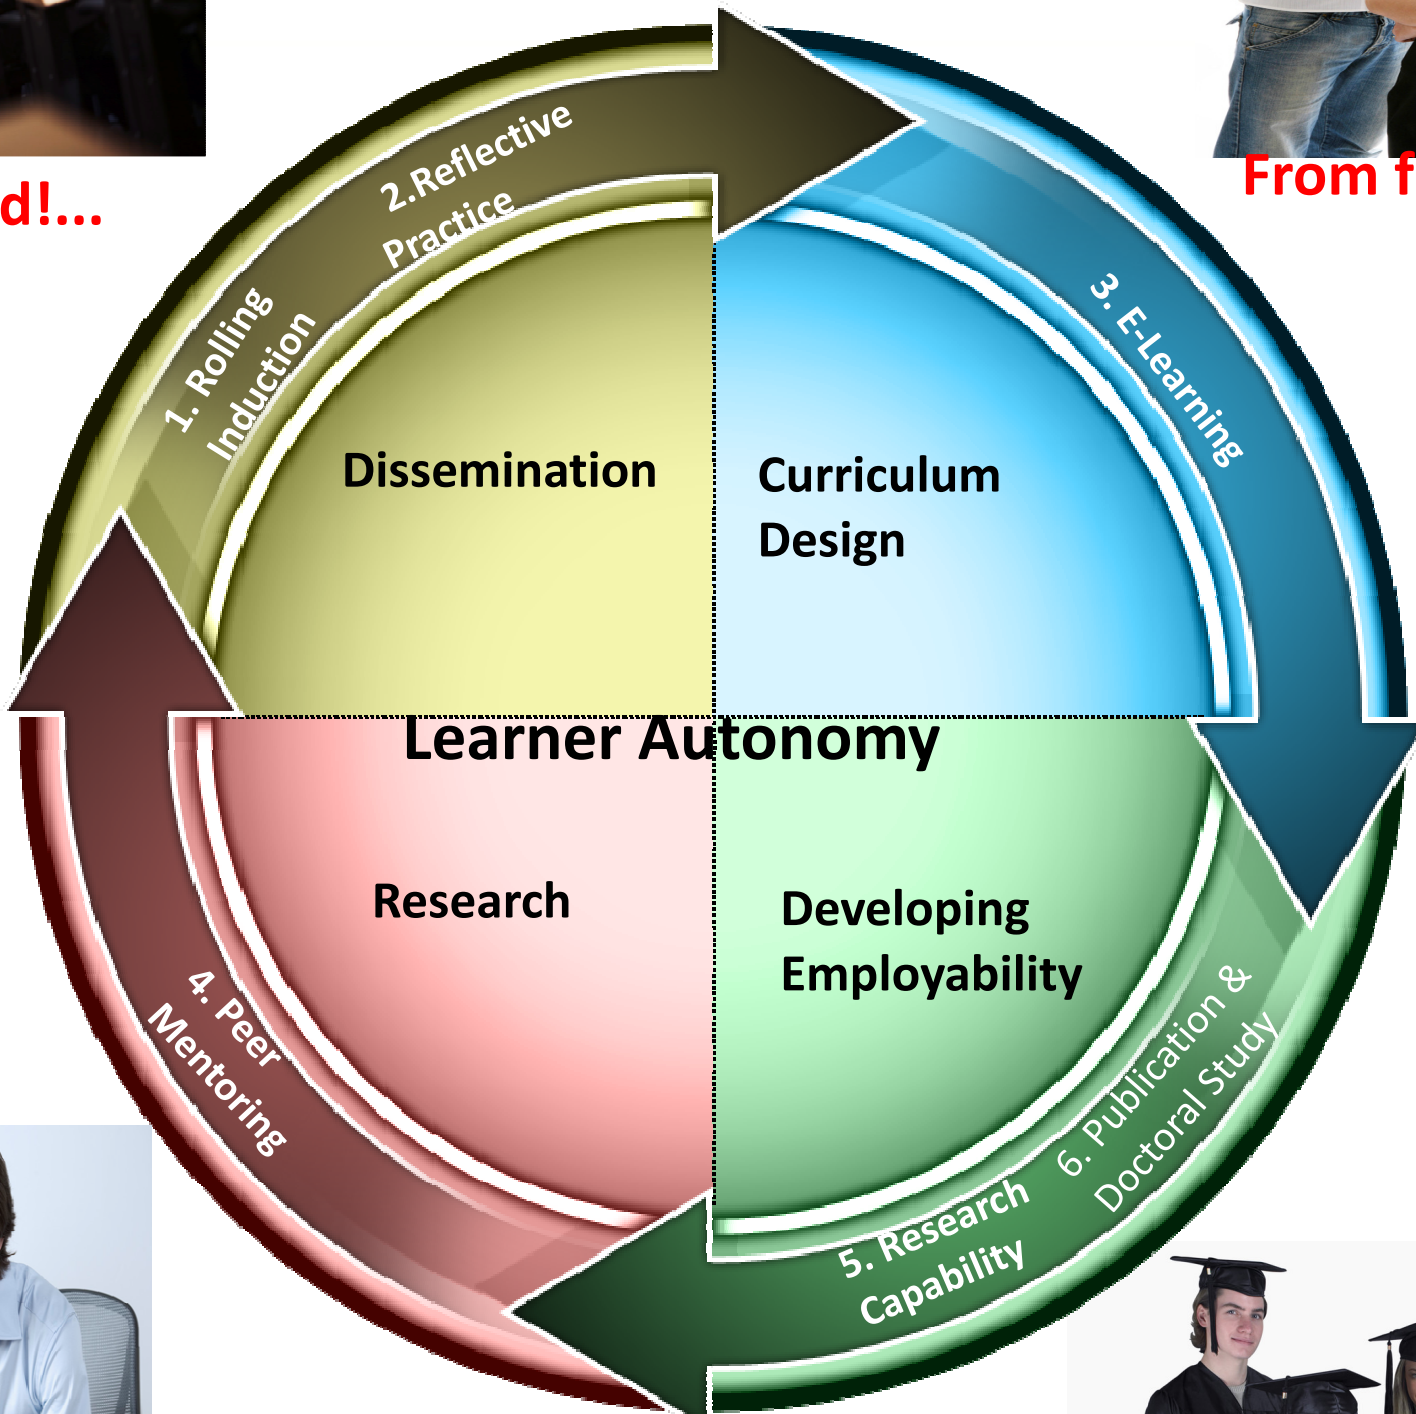 d!...
From f
2.Reflective
Practice
1. Rolling
Induction
3. E-Learning
Dissemination
Curriculum
Design
Learner Autonomy
Research
Developing
Employability
4. Peer
Mentoring
6. Publication &
Doctoral Study
5. Research
Capability